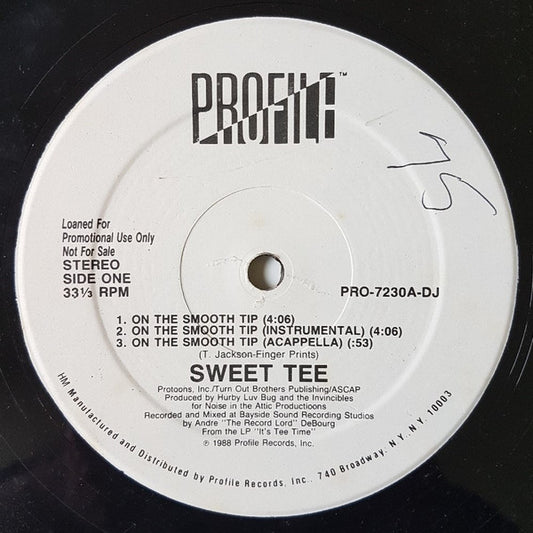 PROFILE™
Loaned For
Promotional Use Only
Not For Sale
STEREO
SIDE ONE
33⅓ RPM
PRO-7230A-DJ
1. ON THE SMOOTH TIP (4:06)
2. ON THE SMOOTH TIP (INSTRUMENTAL) (4:06)
3. ON THE SMOOTH TIP (ACAPPELLA) (:53)
(T. Jackson-Finger Prints)
SWEET TEE
Protoons, Inc./Turn Out Brothers Publishing/ASCAP
Produced by Hurby Luv Bug and the Invincibles
for Noise in the Attic Productioons
Recorded and Mixed at Bayside Sound Recording Studios
by Andre "The Record Lord" DeBourg
From the LP "It's Tee Time"
℗ 1988 Profile Records, Inc.
HM Manufactured and Distributed by Profile Records, Inc., 740 Broadway, N.Y. N.Y. 10003